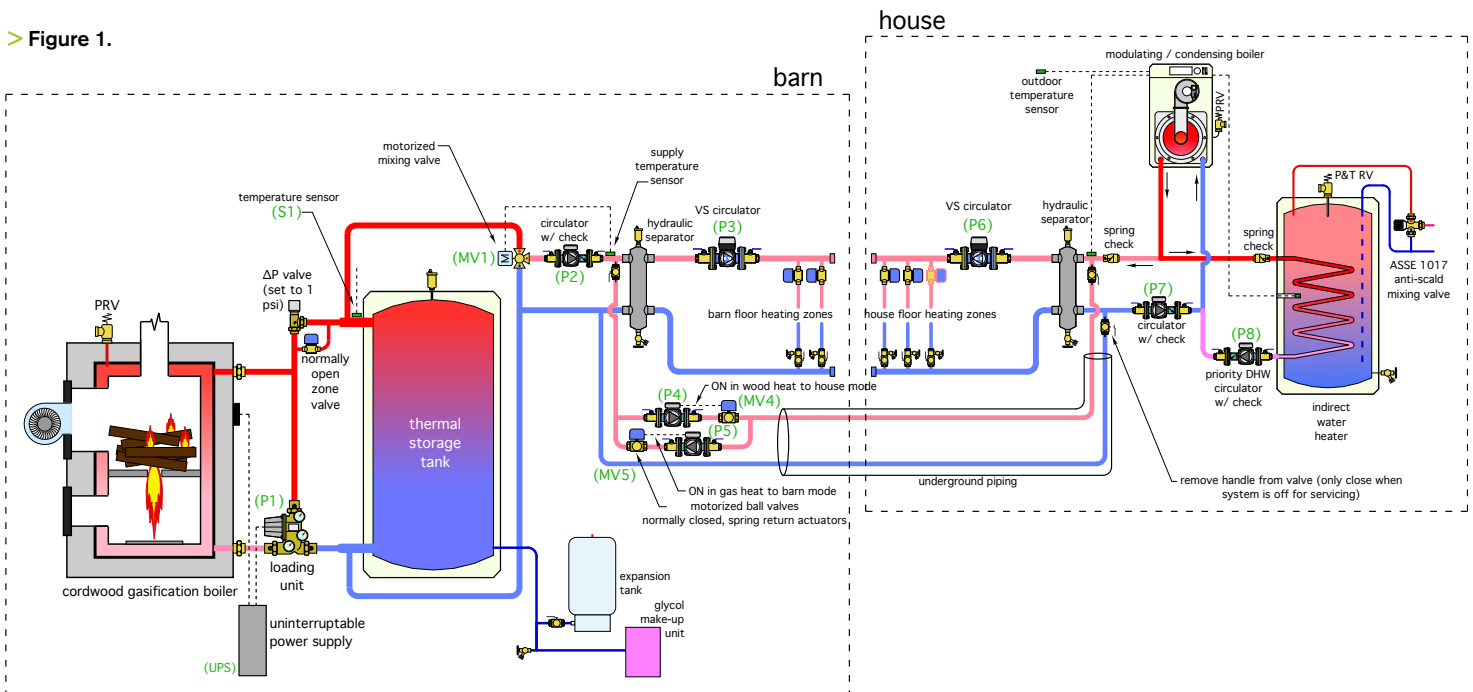 > Figure 1.
barn
motorized
mixing valve
supply
temperature
sensor
temperature sensor
(S1)
(MV1)
M
circulator
w/ check
(P2)
hydraulic
separator
VS circulator
(P3)
ΔP valve
(set to 1
psi)
PRV
normally
open
zone
valve
thermal
storage
tank
barn floor heating zones
ON in wood heat to house mode
(P4)
(MV4)
(P5)
(MV5)
ON in gas heat to barn mode
motorized ball valves
normally closed, spring return actuators
(P1)
loading
unit
cordwood gasification boiler
uninterruptable
power supply
(UPS)
expansion
tank
glycol
make-up
unit
house
modulating / condensing boiler
outdoor
temperature
sensor
PRV
VS circulator
(P6)
hydraulic
separator
spring
check
spring
check
P&T RV
ASSE 1017
anti-scald
mixing valve
house floor heating zones
(P7)
circulator
w/ check
(P8)
priority DHW
circulator
w/ check
indirect
water
heater
underground piping
remove handle from valve (only close when
system is off for servicing)